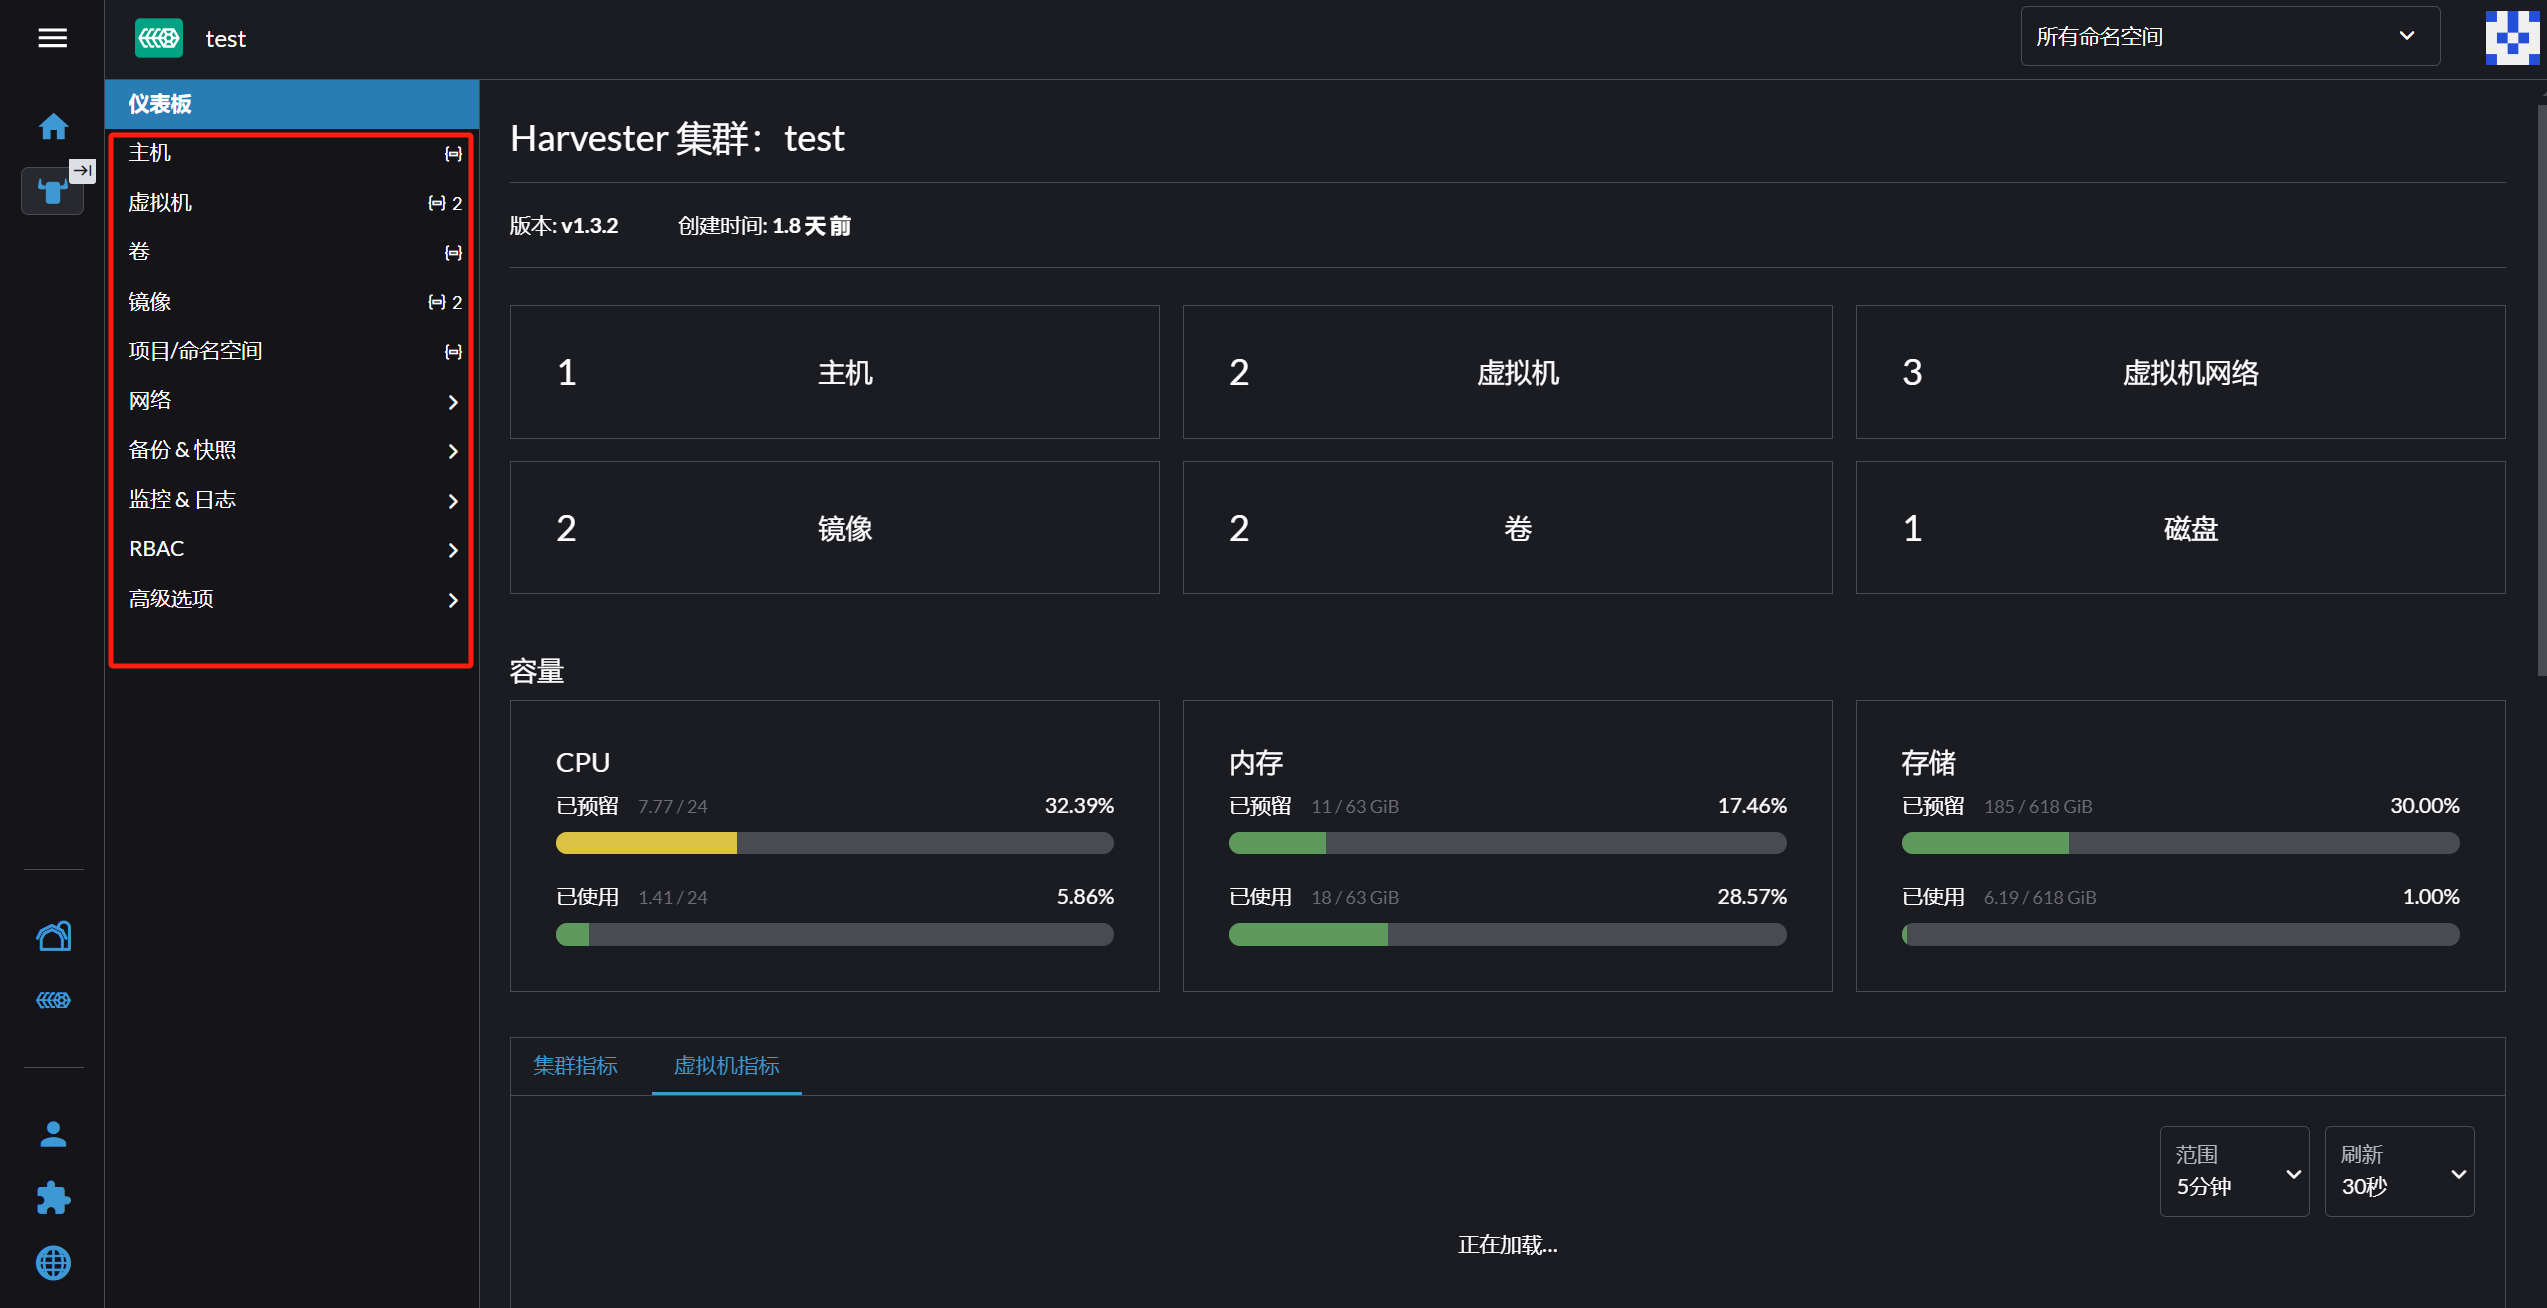 test
所有命名空间
仪表板
主机
虚拟机 2
卷
镜像 2
项目/命名空间
网络
备份 & 快照
监控 & 日志
RBAC
高级选项
Harvester 集群：test
版本: v1.3.2 创建时间: 1.8 天前
1 主机
2 虚拟机
3 虚拟机网络
2 镜像
2 卷
1 磁盘
容量
CPU
已预留 7.77 / 24 32.39%
已使用 1.41 / 24 5.86%
内存
已预留 11 / 63 GiB 17.46%
已使用 18 / 63 GiB 28.57%
存储
已预留 185 / 618 GiB 30.00%
已使用 6.19 / 618 GiB 1.00%
集群指标 虚拟机指标
范围
5分钟
刷新
30秒
正在加载...